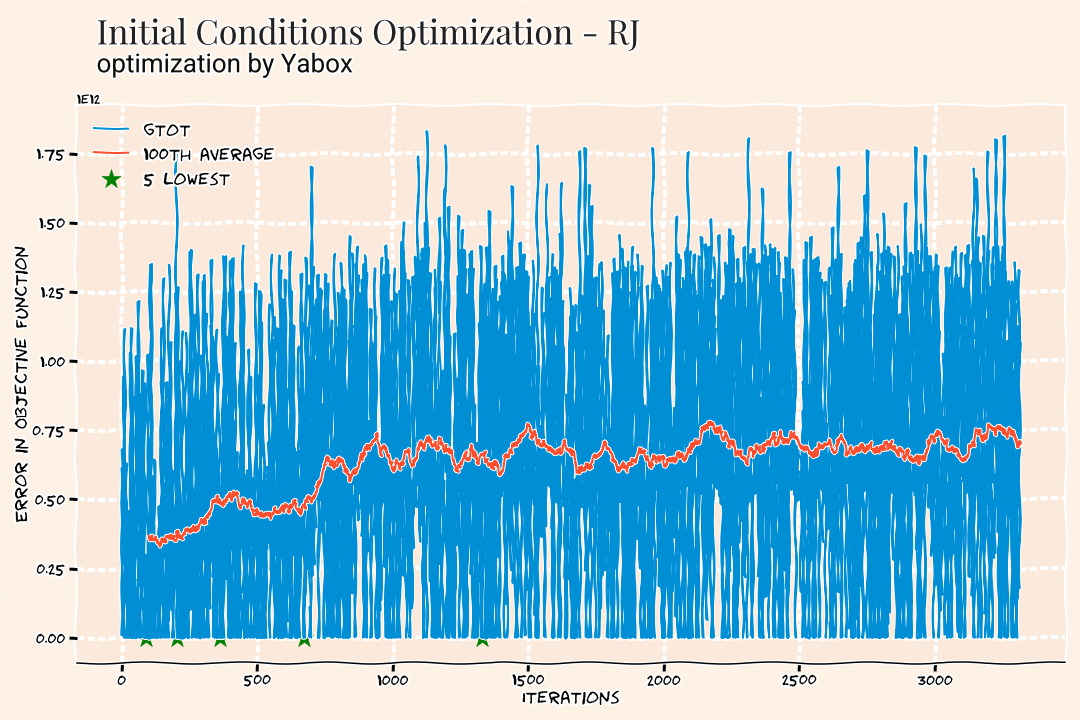 Initial Conditions Optimization - RJ
optimization by Yabox
1E12
GTOT
100TH AVERAGE
5 LOWEST
1.75
1.50
1.25
1.00
0.75
0.50
0.25
0.00
ERROR IN OBJECTIVE FUNCTION
0 500 1000 1500 2000 2500 3000
ITERATIONS